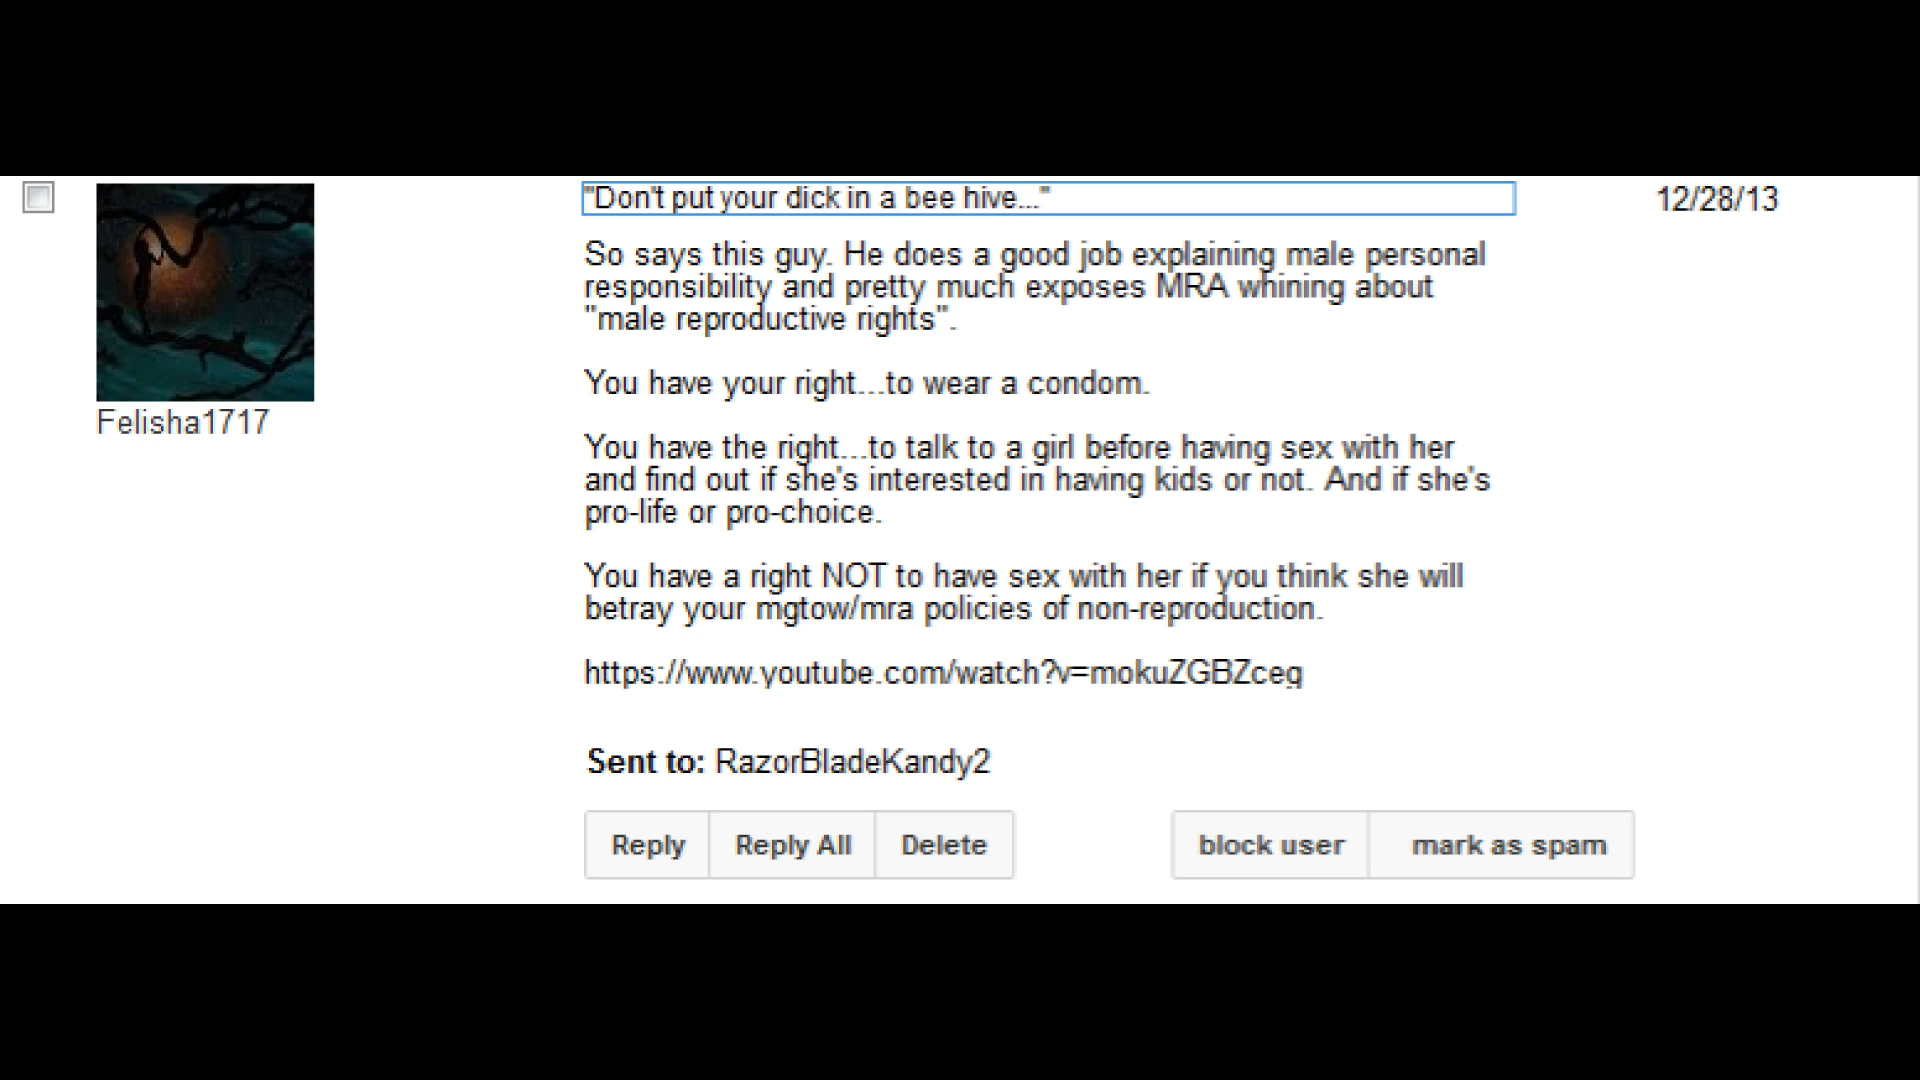 "Don't put your dick in a bee hive..."
12/28/13
So says this guy. He does a good job explaining male personal
responsibility and pretty much exposes MRA whining about
"male reproductive rights".
You have your right...to wear a condom.
You have the right...to talk to a girl before having sex with her
and find out if she's interested in having kids or not. And if she's
pro-life or pro-choice.
You have a right NOT to have sex with her if you think she will
betray your mgtow/mra policies of non-reproduction.
https://www.youtube.com/watch?v=mokuZGBZceg
Felisha1717
Sent to: RazorBladeKandy2
Reply Reply All Delete block user mark as spam